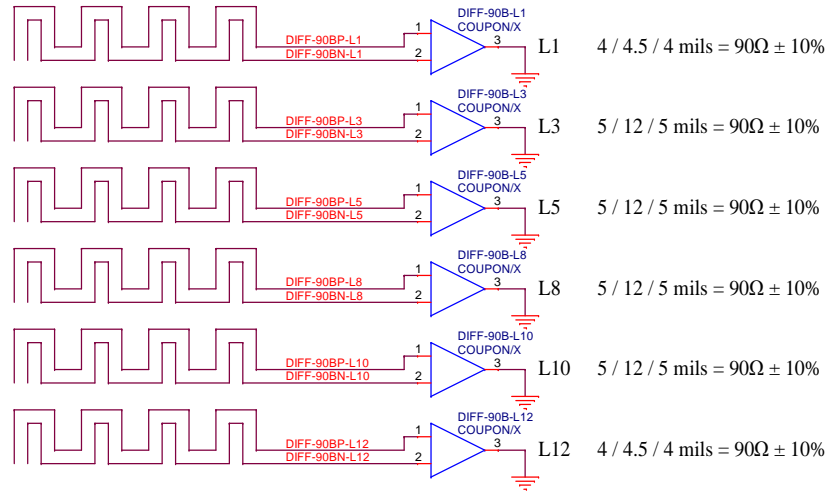 DIFF-90B-L1
COUPON/X
1
DIFF-90BP-L1
3
L1 4 / 4.5 / 4 mils = 90Ω ± 10%
DIFF-90BN-L1
2
DIFF-90B-L3
COUPON/X
1
DIFF-90BP-L3
3
L3 5 / 12 / 5 mils = 90Ω ± 10%
DIFF-90BN-L3
2
DIFF-90B-L5
COUPON/X
1
DIFF-90BP-L5
3
L5 5 / 12 / 5 mils = 90Ω ± 10%
DIFF-90BN-L5
2
DIFF-90B-L8
COUPON/X
1
DIFF-90BP-L8
3
L8 5 / 12 / 5 mils = 90Ω ± 10%
DIFF-90BN-L8
2
DIFF-90B-L10
COUPON/X
1
DIFF-90BP-L10
3
L10 5 / 12 / 5 mils = 90Ω ± 10%
DIFF-90BN-L10
2
DIFF-90B-L12
COUPON/X
1
DIFF-90BP-L12
3
L12 4 / 4.5 / 4 mils = 90Ω ± 10%
DIFF-90BN-L12
2